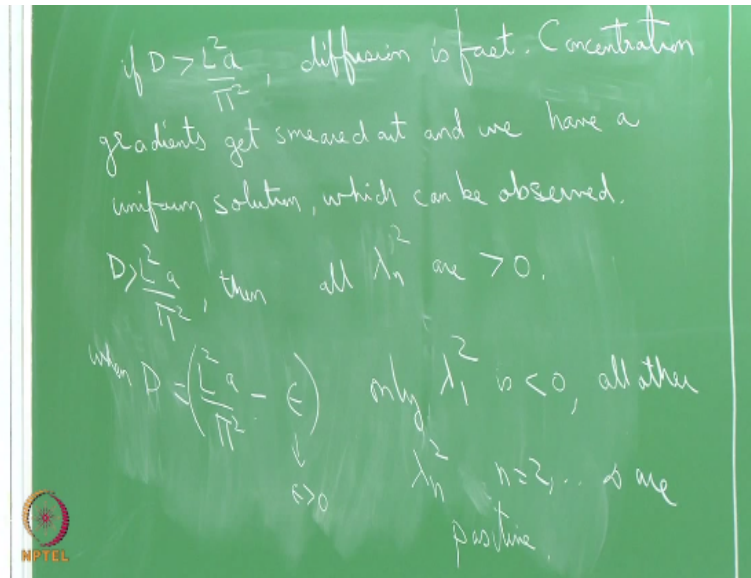 if D > L²a/π², diffusion is fast. Concentration
gradients get smeared out and we have a
uniform solution, which can be observed.
D > L²a/π², then all λn² are > 0.
when D = (L²a/π² - ϵ) only λ1² is < 0, all other
↓
ϵ>0 λn² n=2, ... ∞ are
positive.
NPTEL